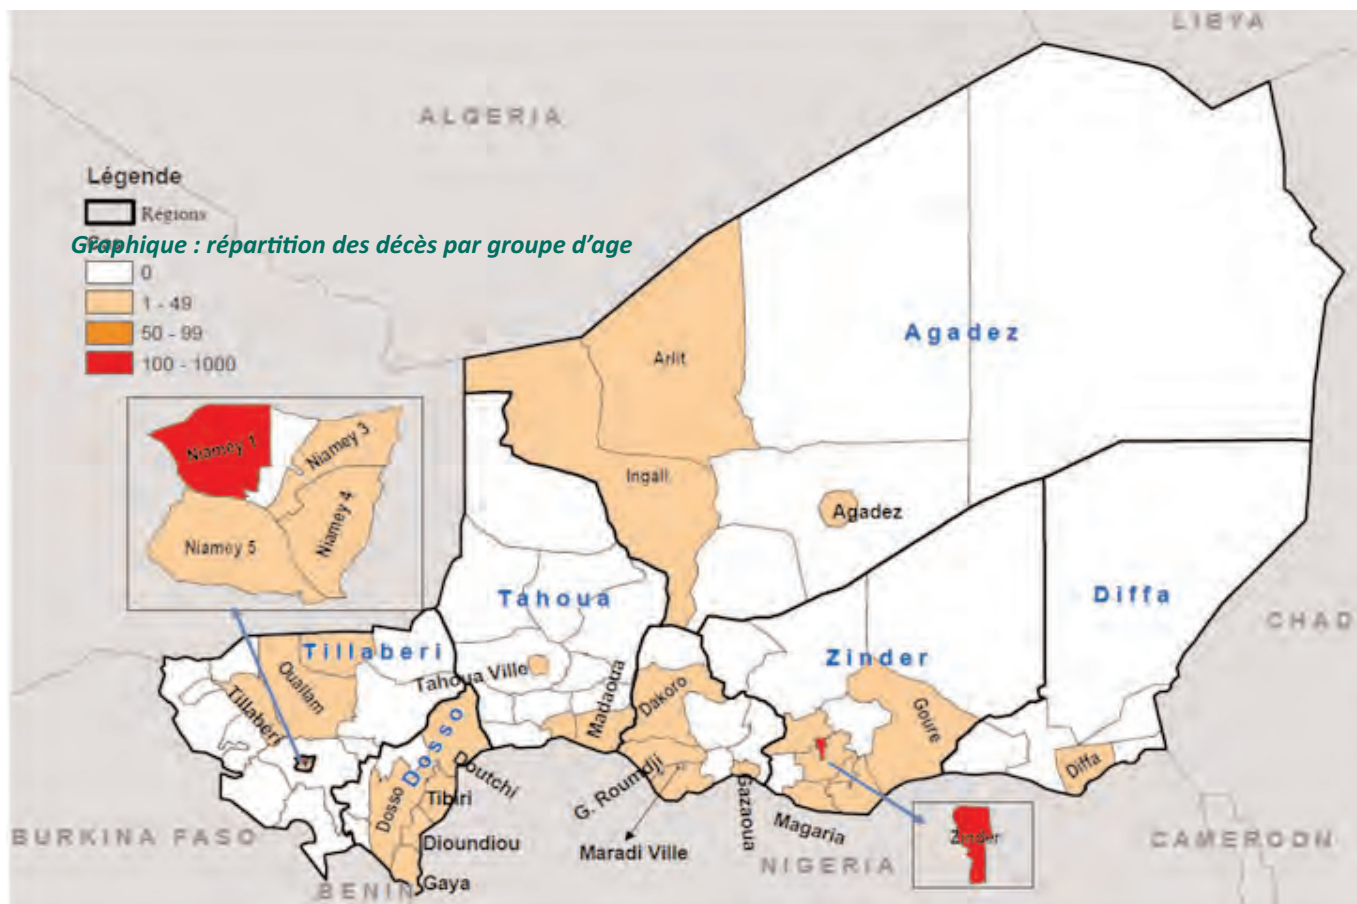 LIBYA
ALGERIA
Légende
Régions
Graphique : répartition des décès par groupe d'age
0
1 - 49
50 - 99
100 - 1000
Agadez
Arlit
Niamey 1
Niamey 3
Ingall
Niamey 4
Agadez
Niamey 5
Tahoua
Diffa
CHAD
Tillaberi
Zinder
Ouallam
Tahoua Ville
Madaoua
Dakoro
Tillaberi
Goure
Dosso
Diffa
Doutchi
G. Roumdji
Dosso
Tibiri
Gazaoua
Magaria
BURKINA FASO
Dioundiou
Maradi Ville
Zinder
CAMEROON
NIGERIA
Gaya
BENIN